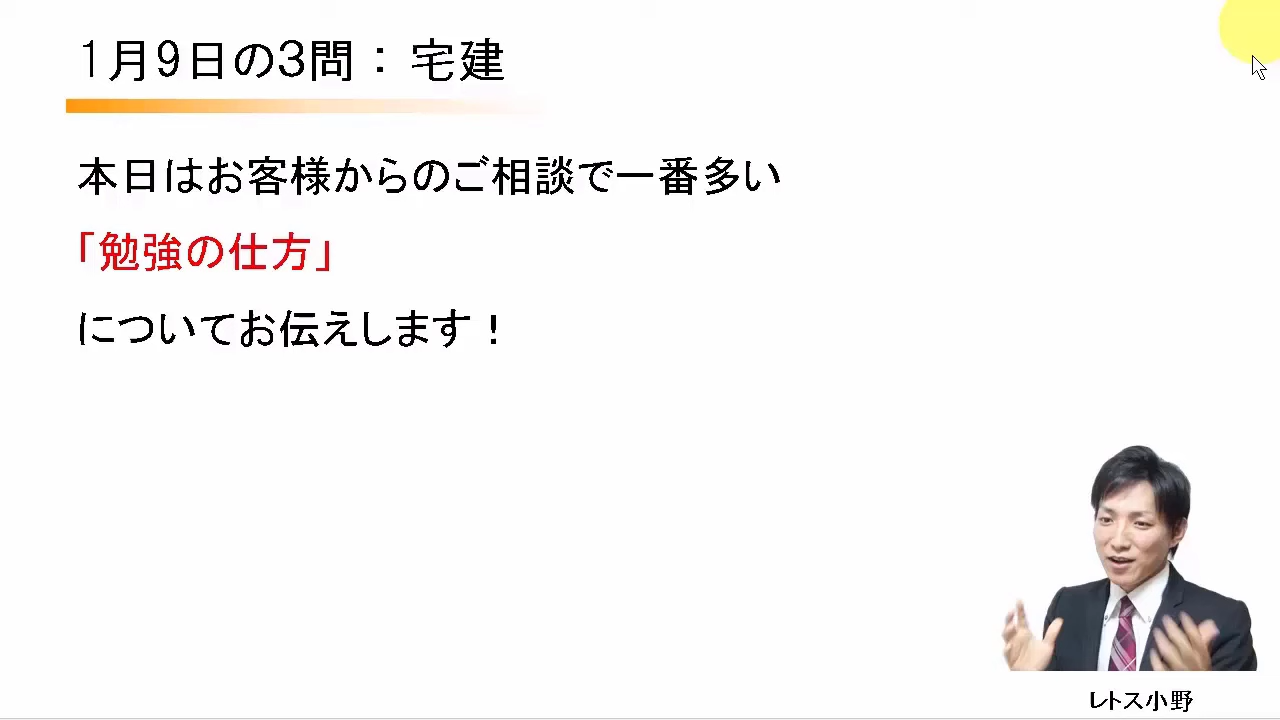 1月9日の3問：宅建
本日はお客様からのご相談で一番多い
「勉強の仕方」
についてお伝えします！
レトス小野